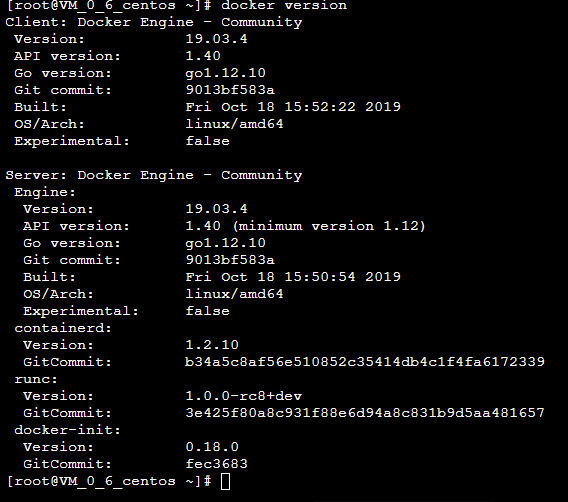 [root@VM_0_6_centos ~]# docker version
Client: Docker Engine - Community
 Version:           19.03.4
 API version:       1.40
 Go version:        go1.12.10
 Git commit:        9013bf583a
 Built:             Fri Oct 18 15:52:22 2019
 OS/Arch:           linux/amd64
 Experimental:      false

Server: Docker Engine - Community
 Engine:
  Version:          19.03.4
  API version:      1.40 (minimum version 1.12)
  Go version:       go1.12.10
  Git commit:       9013bf583a
  Built:            Fri Oct 18 15:50:54 2019
  OS/Arch:          linux/amd64
  Experimental:     false
 containerd:
  Version:          1.2.10
  GitCommit:        b34a5c8af56e510852c35414db4c1f4fa6172339
 runc:
  Version:          1.0.0-rc8+dev
  GitCommit:        3e425f80a8c931f88e6d94a8c831b9d5aa481657
 docker-init:
  Version:          0.18.0
  GitCommit:        fec3683
[root@VM_0_6_centos ~]#